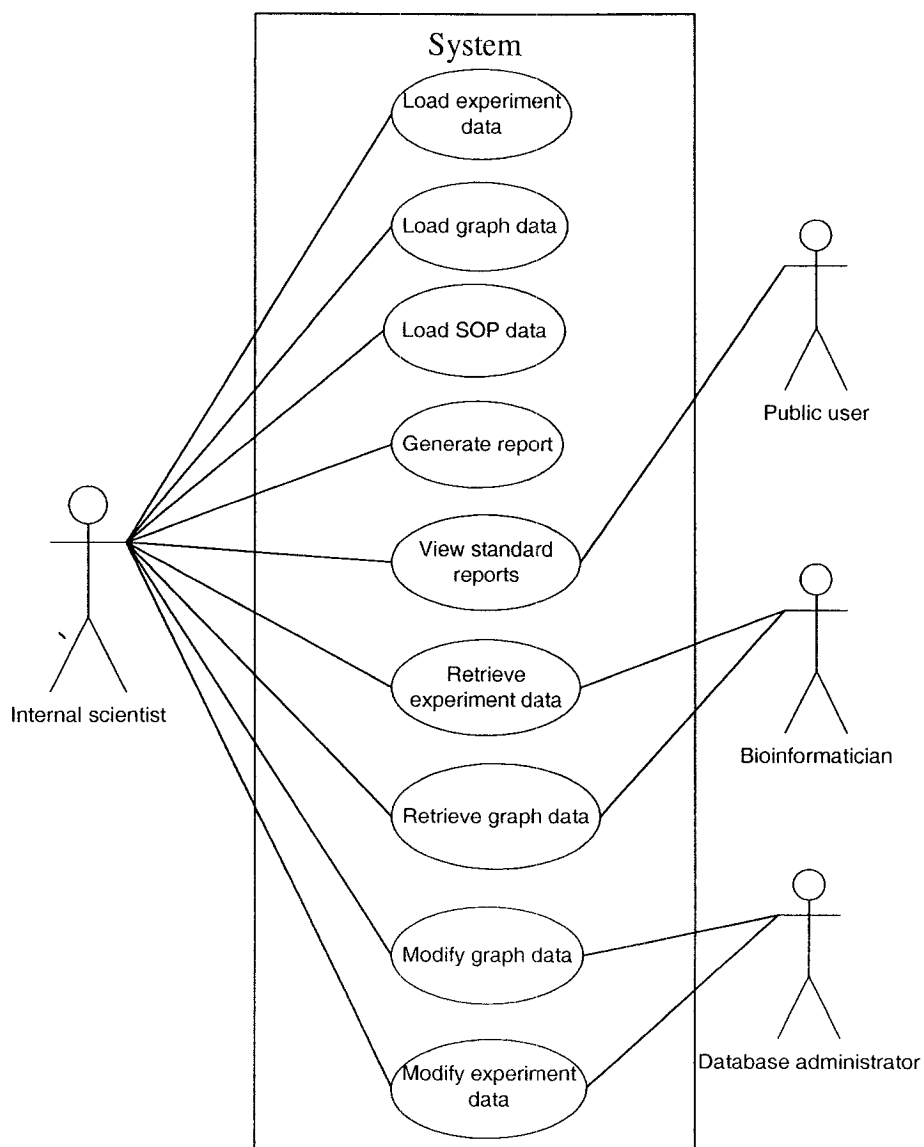 System
Load experiment
data
Load graph data
Load SOP data
Generate report
View standard
reports
Retrieve
experiment data
Retrieve graph data
Modify graph data
Modify experiment
data
Internal scientist
Public user
Bioinformatician
Database administrator